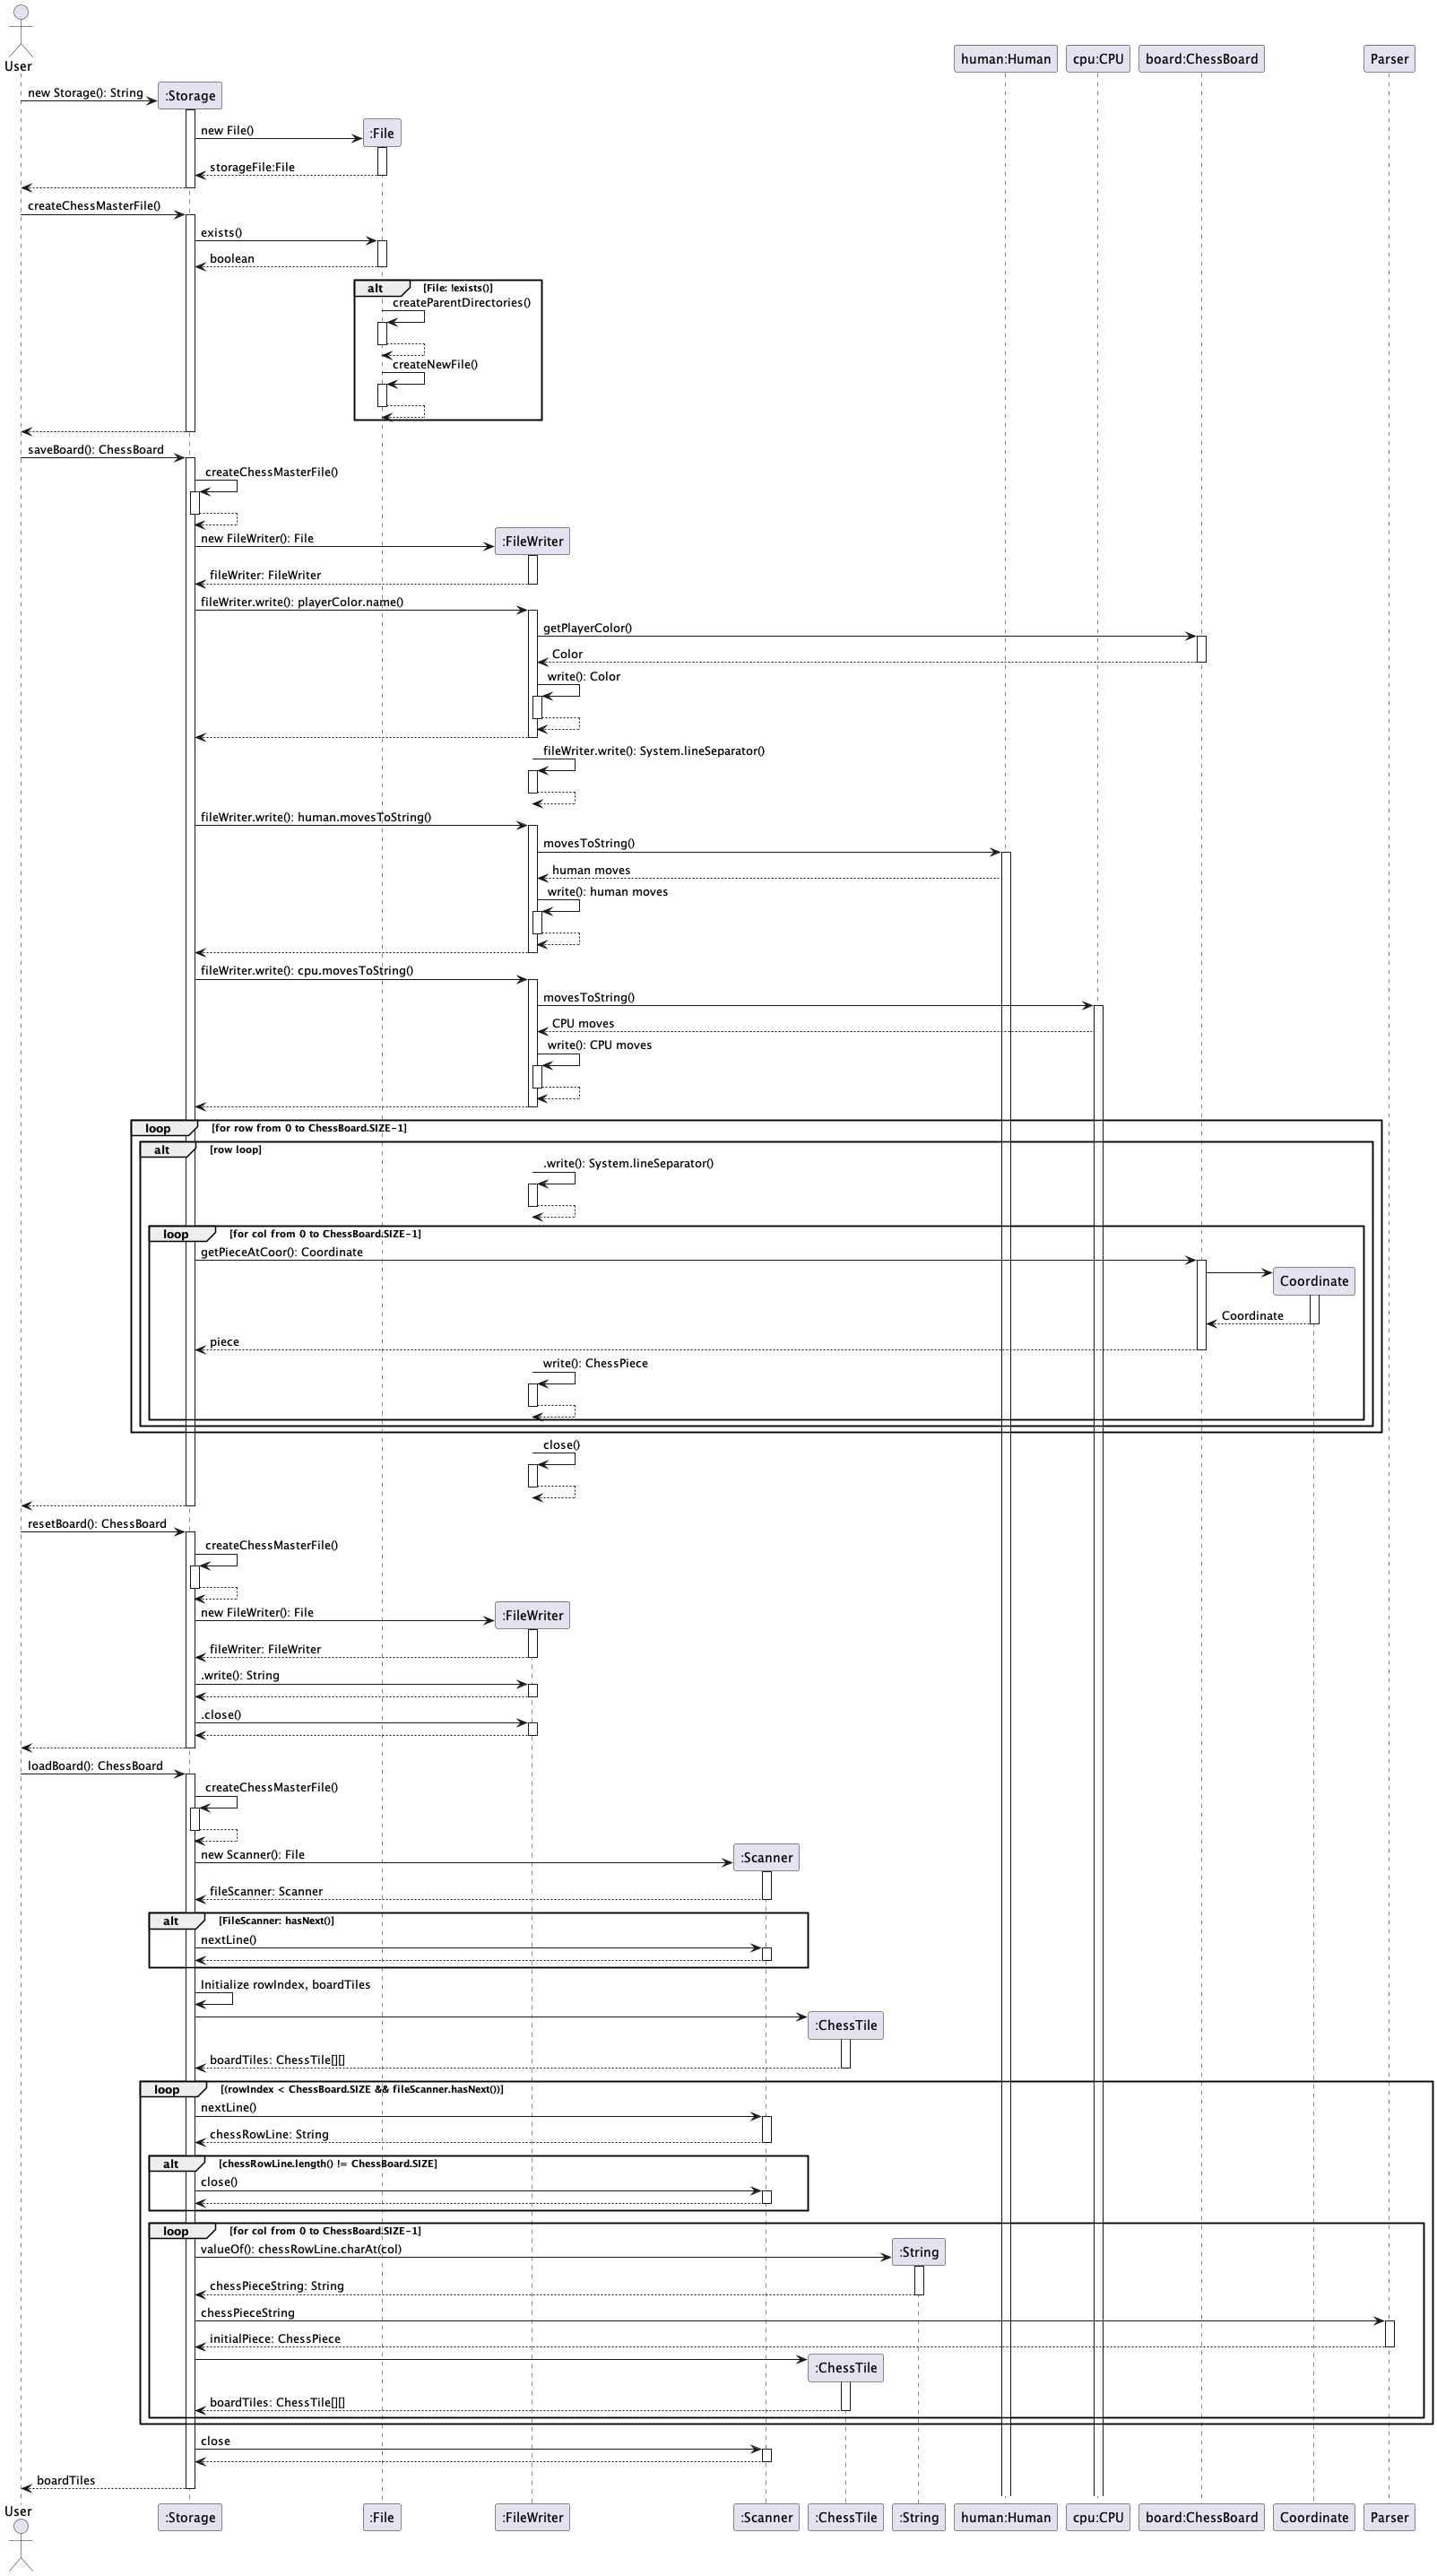 User
human:Human
cpu:CPU
board:ChessBoard
Parser
new Storage(): String
:Storage
new File()
:File
storageFile:File
createChessMasterFile()
exists()
boolean
alt
[File: !exists()]
createParentDirectories()
createNewFile()
saveBoard(): ChessBoard
createChessMasterFile()
new FileWriter(): File
:FileWriter
fileWriter: FileWriter
fileWriter.write(): playerColor.name()
getPlayerColor()
Color
write(): Color
fileWriter.write(): System.lineSeparator()
fileWriter.write(): human.movesToString()
movesToString()
human moves
write(): human moves
fileWriter.write(): cpu.movesToString()
movesToString()
CPU moves
write(): CPU moves
loop
[for row from 0 to ChessBoard.SIZE-1]
alt
[row loop]
.write(): System.lineSeparator()
loop
[for col from 0 to ChessBoard.SIZE-1]
getPieceAtCoor(): Coordinate
Coordinate
Coordinate
piece
write(): ChessPiece
close()
resetBoard(): ChessBoard
createChessMasterFile()
new FileWriter(): File
:FileWriter
fileWriter: FileWriter
.write(): String
.close()
loadBoard(): ChessBoard
createChessMasterFile()
new Scanner(): File
:Scanner
fileScanner: Scanner
alt
[FileScanner: hasNext()]
nextLine()
Initialize rowIndex, boardTiles
:ChessTile
boardTiles: ChessTile[][]
loop
[(rowIndex < ChessBoard.SIZE && fileScanner.hasNext())]
nextLine()
chessRowLine: String
alt
[chessRowLine.length() != ChessBoard.SIZE]
close()
loop
[for col from 0 to ChessBoard.SIZE-1]
valueOf(): chessRowLine.charAt(col)
:String
chessPieceString: String
chessPieceString
initialPiece: ChessPiece
:ChessTile
boardTiles: ChessTile[][]
close
boardTiles
User
:Storage
:File
:FileWriter
:Scanner
:ChessTile
:String
human:Human
cpu:CPU
board:ChessBoard
Coordinate
Parser